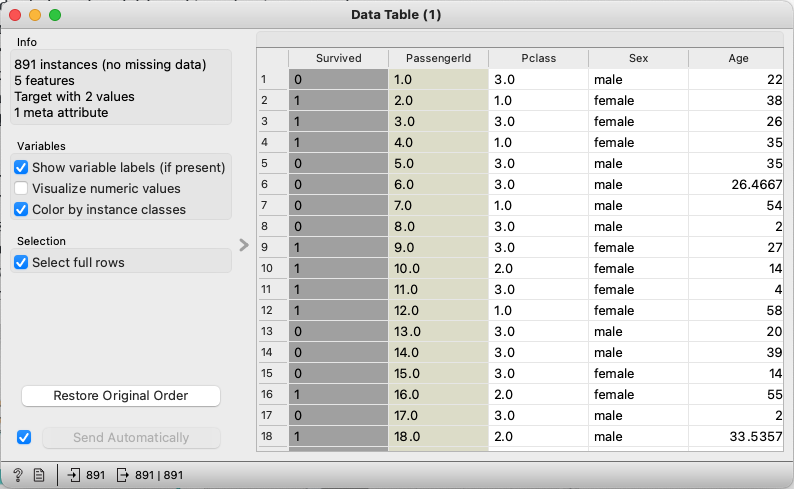 Data Table (1)
Info
891 instances (no missing data)
5 features
Target with 2 values
1 meta attribute
Variables
Show variable labels (if present)
Visualize numeric values
Color by instance classes
Selection
Select full rows
Restore Original Order
Send Automatically
Survived PassengerId Pclass Sex Age
1 0 1.0 3.0 male 22
2 1 2.0 1.0 female 38
3 1 3.0 3.0 female 26
4 1 4.0 1.0 female 35
5 0 5.0 3.0 male 35
6 0 6.0 3.0 male 26.4667
7 0 7.0 1.0 male 54
8 0 8.0 3.0 male 2
9 1 9.0 3.0 female 27
10 1 10.0 2.0 female 14
11 1 11.0 3.0 female 4
12 1 12.0 1.0 female 58
13 0 13.0 3.0 male 20
14 0 14.0 3.0 male 39
15 0 15.0 3.0 female 14
16 1 16.0 2.0 female 55
17 0 17.0 3.0 male 2
18 1 18.0 2.0 male 33.5357
? 891 891 | 891